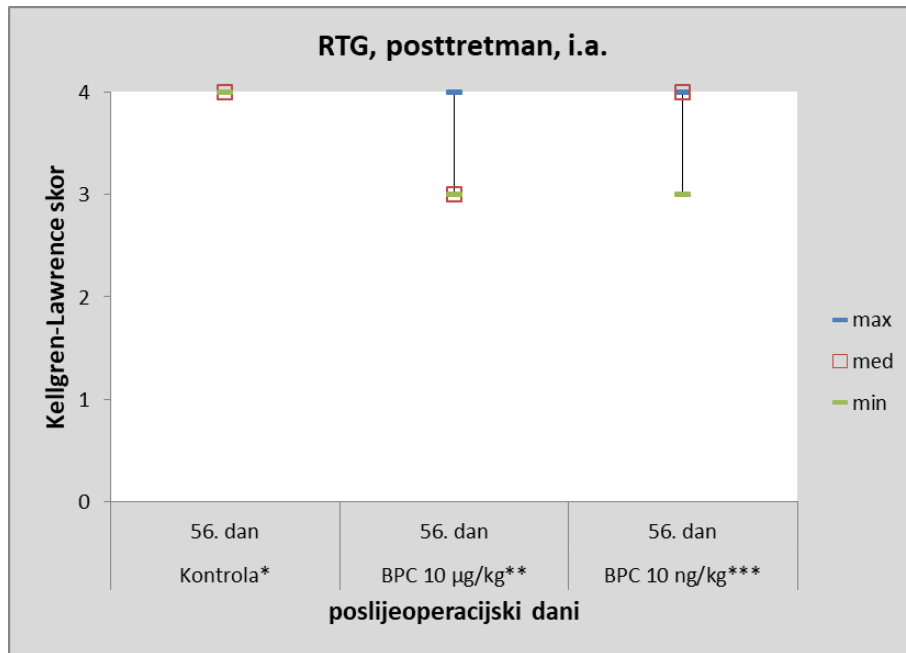 RTG, posttretman, i.a.
Kellgren-Lawrence skor
4
3
2
1
0
56. dan 56. dan 56. dan
Kontrola* BPC 10 µg/kg** BPC 10 ng/kg***
poslijeoperacijski dani
max
med
min